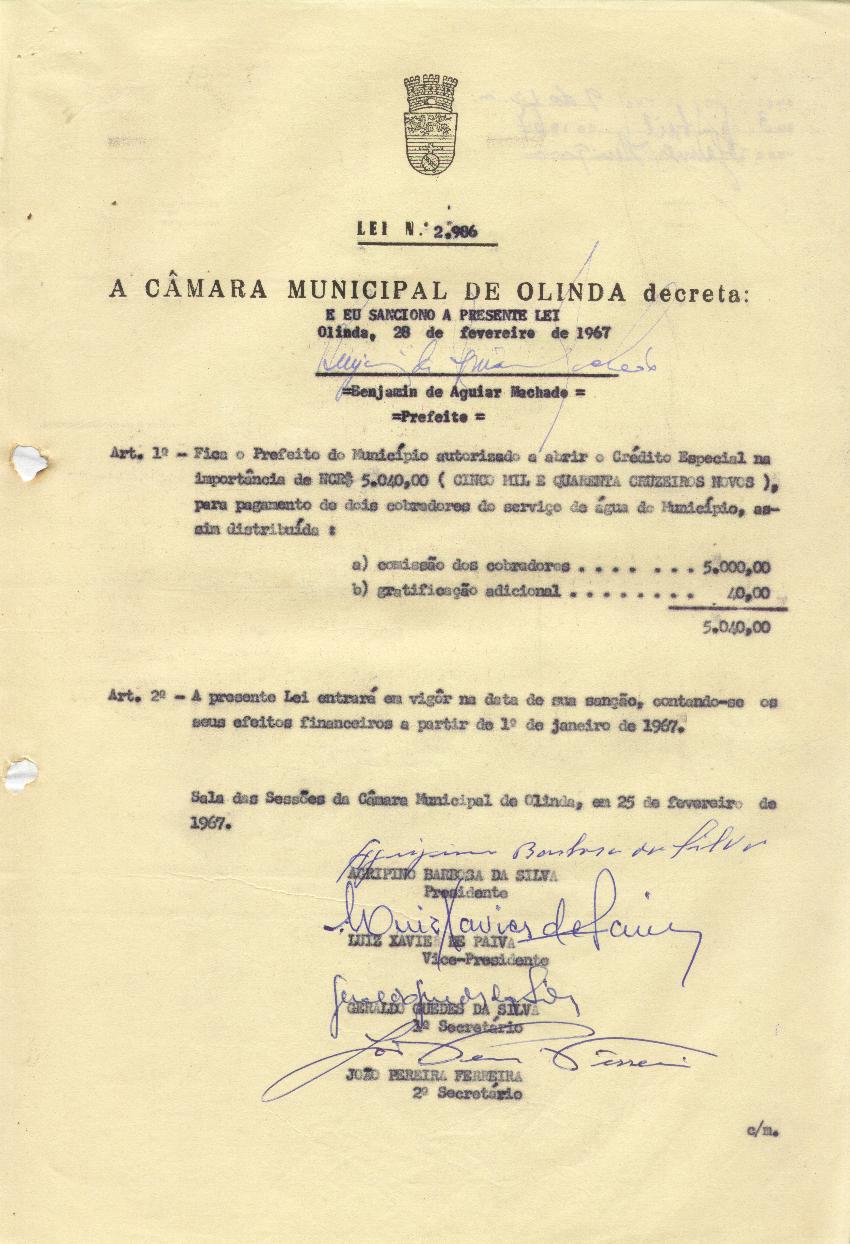 LEI N.º 2.986
A CÂMARA MUNICIPAL DE OLINDA decreta:
E EU SANCIONO A PRESENTE LEI
Olinda, 28 de fevereiro de 1967
=Benjamin de Aguiar Machado =
=Prefeito =
Art. 1º - Fica o Prefeito do Município autorizado a abrir o Crédito Especial na
importância de NCR$ 5.040,00 ( CINCO MIL E QUARENTA CRUZEIROS NOVOS ),
para pagamento de dois cobradores do serviço de água do Município, as-
sim distribuída :
a) comissão dos cobradores . . . . . . . 5.000,00
b) gratificação adicional . . . . . . . . 40,00
5.040,00
Art. 2º - A presente Lei entrará em vigôr na data de sua sanção, contando-se os
seus efeitos financeiros a partir de 1º de janeiro de 1967.
Sala das Sessões da Câmara Municipal de Olinda, em 25 de fevereiro de
1967.
Agripino Barbosa da Silva
AGRIPINO BARBOSA DA SILVA
Presidente
Luiz Xavier de Paiva
LUIZ XAVIER DE PAIVA
Vice-Presidente
Geraldo Guedes da Silva
GERALDO GUEDES DA SILVA
1º Secretário
João Pereira Ferreira
JOÃO PEREIRA FERREIRA
2º Secretário
c/m.